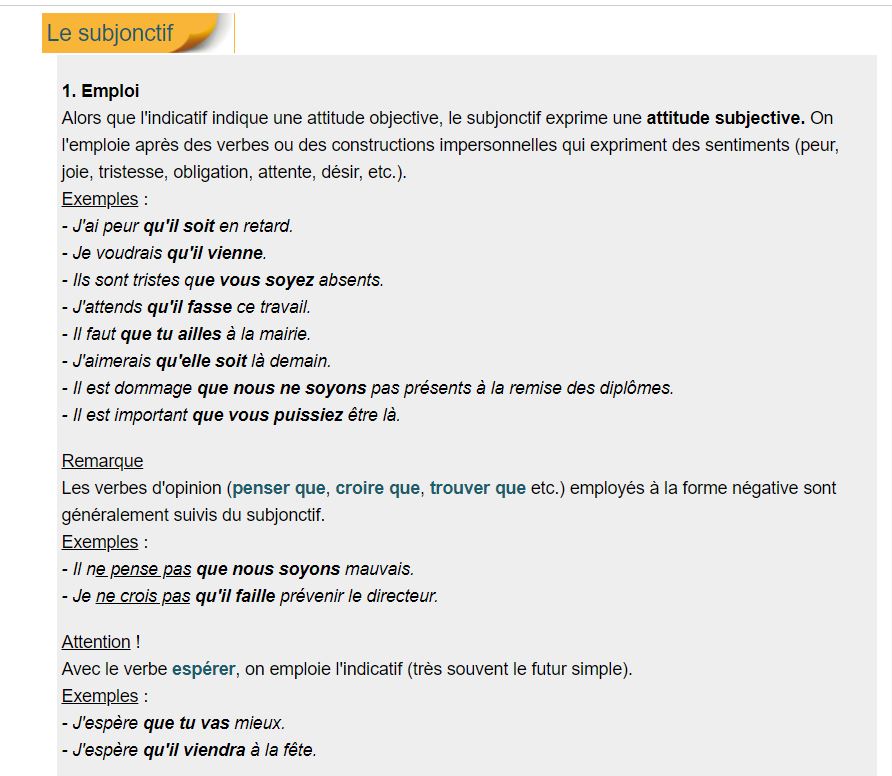 Le subjonctif
1. Emploi
Alors que l'indicatif indique une attitude objective, le subjonctif exprime une attitude subjective. On
l'emploie après des verbes ou des constructions impersonnelles qui expriment des sentiments (peur,
joie, tristesse, obligation, attente, désir, etc.).
Exemples :
- J'ai peur qu'il soit en retard.
- Je voudrais qu'il vienne.
- Ils sont tristes que vous soyez absents.
- J'attends qu'il fasse ce travail.
- Il faut que tu ailles à la mairie.
- J'aimerais qu'elle soit là demain.
- Il est dommage que nous ne soyons pas présents à la remise des diplômes.
- Il est important que vous puissiez être là.
Remarque
Les verbes d'opinion (penser que, croire que, trouver que etc.) employés à la forme négative sont
généralement suivis du subjonctif.
Exemples :
- Il ne pense pas que nous soyons mauvais.
- Je ne crois pas qu'il faille prévenir le directeur.
Attention !
Avec le verbe espérer, on emploie l'indicatif (très souvent le futur simple).
Exemples :
- J'espère que tu vas mieux.
- J'espère qu'il viendra à la fête.